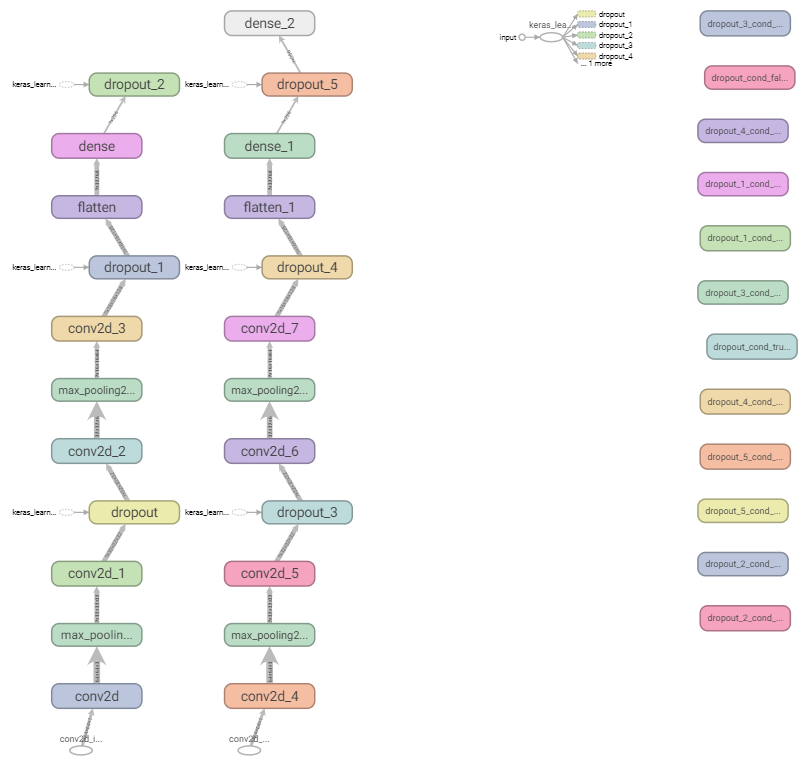 dense_2
keras_learn...
dropout_2
keras_learn...
dropout_5
dense
dense_1
flatten
flatten_1
keras_learn...
dropout_1
keras_learn...
dropout_4
conv2d_3
conv2d_7
max_pooling2...
max_pooling2...
conv2d_2
conv2d_6
keras_learn...
dropout
keras_learn...
dropout_3
conv2d_1
conv2d_5
max_poolin...
max_pooling2...
conv2d
conv2d_4
conv2d_i...
conv2d_...
input
keras_lea...
dropout
dropout_1
dropout_2
dropout_3
dropout_4
... 1 more
dropout_3_cond_...
dropout_cond_fal...
dropout_4_cond_...
dropout_1_cond_...
dropout_1_cond_...
dropout_3_cond_...
dropout_cond_tru...
dropout_4_cond_...
dropout_5_cond_...
dropout_5_cond_...
dropout_2_cond_...
dropout_2_cond_...